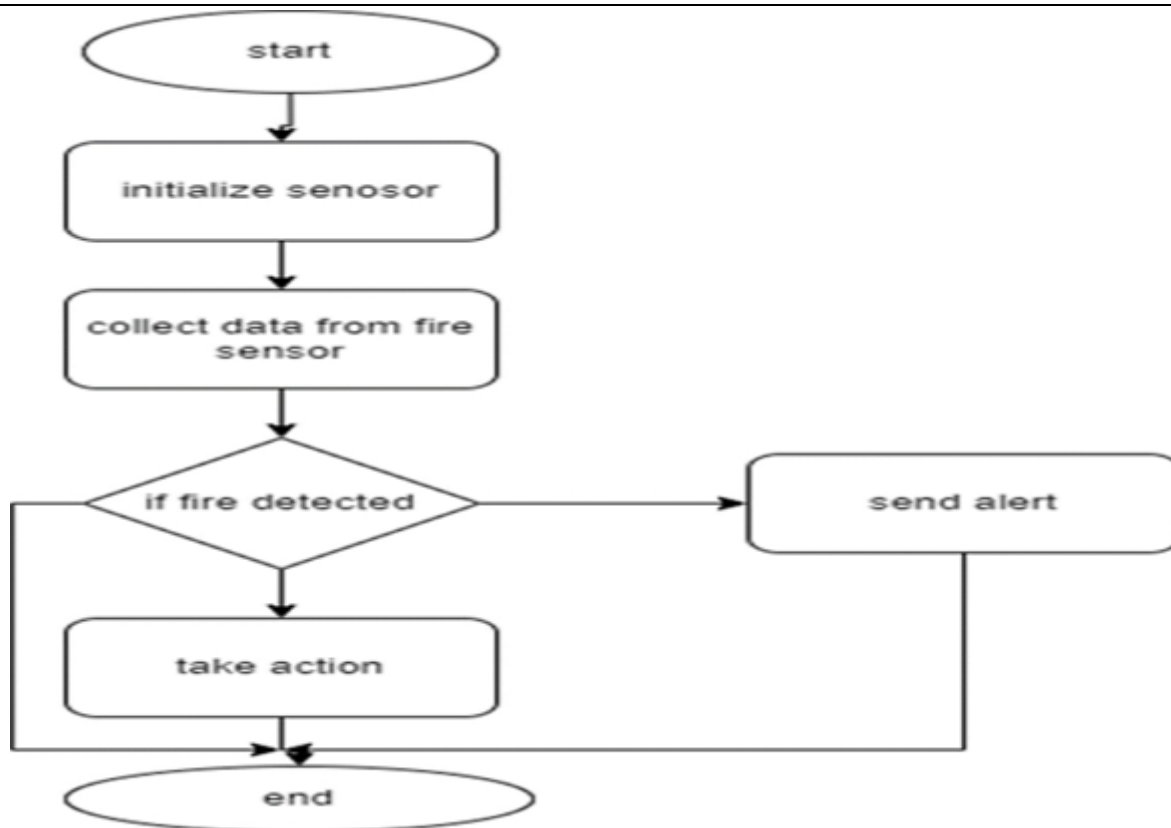 start
initialize senosor
collect data from fire
sensor
if fire detected
send alert
take action
end